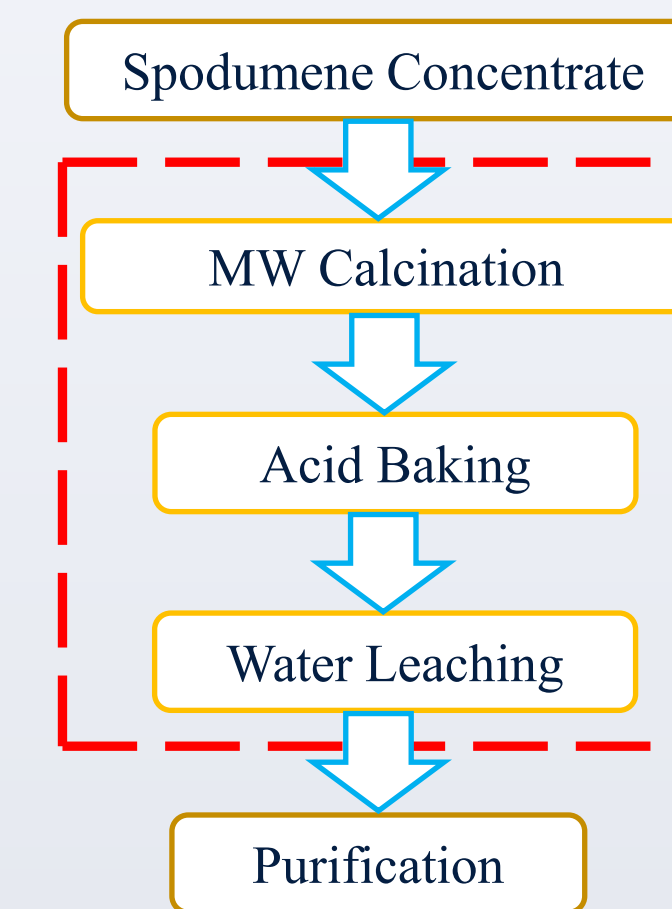 Spodumene Concentrate
MW Calcination
Acid Baking
Water Leaching
Purification